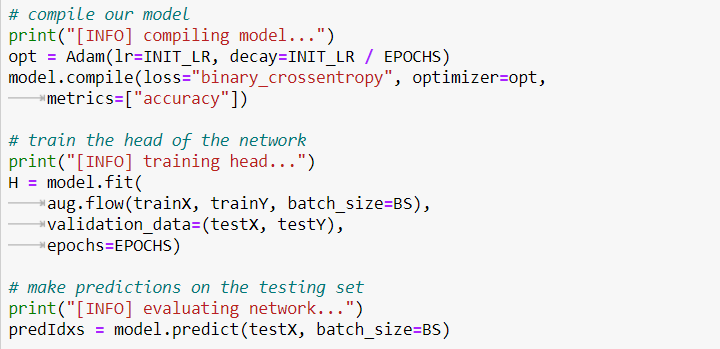 # compile our model
print("[INFO] compiling model...")
opt = Adam(lr=INIT_LR, decay=INIT_LR / EPOCHS)
model.compile(loss="binary_crossentropy", optimizer=opt,
metrics=["accuracy"])
# train the head of the network
print("[INFO] training head...")
H = model.fit(
aug.flow(trainX, trainY, batch_size=BS),
validation_data=(testX, testY),
epochs=EPOCHS)
# make predictions on the testing set
print("[INFO] evaluating network...")
predIdxs = model.predict(testX, batch_size=BS)